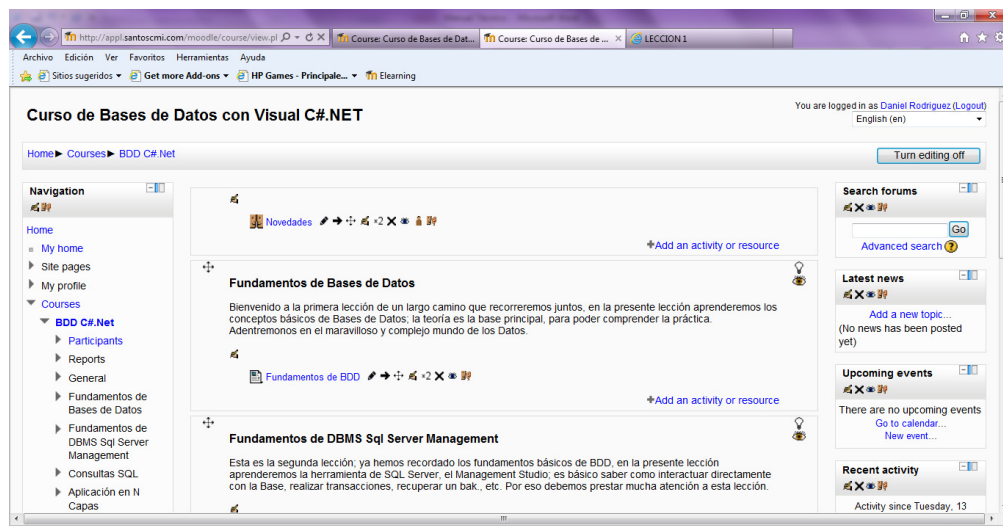 http://appl.santoscmi.com/moodle/course/view.pl
Course: Curso de Bases de Dat...
Course: Curso de Bases de ...
LECCION 1
Archivo Edición Ver Favoritos Herramientas Ayuda
Sitios sugeridos Get more Add-ons HP Games - Principale... Elearning
Curso de Bases de Datos con Visual C#.NET
You are logged in as Daniel Rodriguez (Logout)
English (en)
Home► Courses► BDD C#.Net
Turn editing off
Navigation
Home
My home
Site pages
My profile
Courses
BDD C#.Net
Participants
Reports
General
Fundamentos de
Bases de Datos
Fundamentos de
DBMS Sql Server
Management
Consultas SQL
Aplicación en N
Capas
Novedades ×2
Add an activity or resource
Fundamentos de Bases de Datos
Bienvenido a la primera lección de un largo camino que recorreremos juntos, en la presente lección aprenderemos los
conceptos básicos de Bases de Datos; la teoría es la base principal, para poder comprender la práctica.
Adentremonos en el maravilloso y complejo mundo de los Datos.
Fundamentos de BDD ×2
Add an activity or resource
Fundamentos de DBMS Sql Server Management
Esta es la segunda lección; ya hemos recordado los fundamentos básicos de BDD, en la presente lección
aprenderemos la herramienta de SQL Server, el Management Studio; es básico saber como interactuar directamente
con la Base, realizar transacciones, recuperar un bak., etc. Por eso debemos prestar mucha atención a esta lección.
Search forums
Go
Advanced search
Latest news
Add a new topic...
(No news has been posted
yet)
Upcoming events
There are no upcoming events
Go to calendar...
New event...
Recent activity
Activity since Tuesday, 13